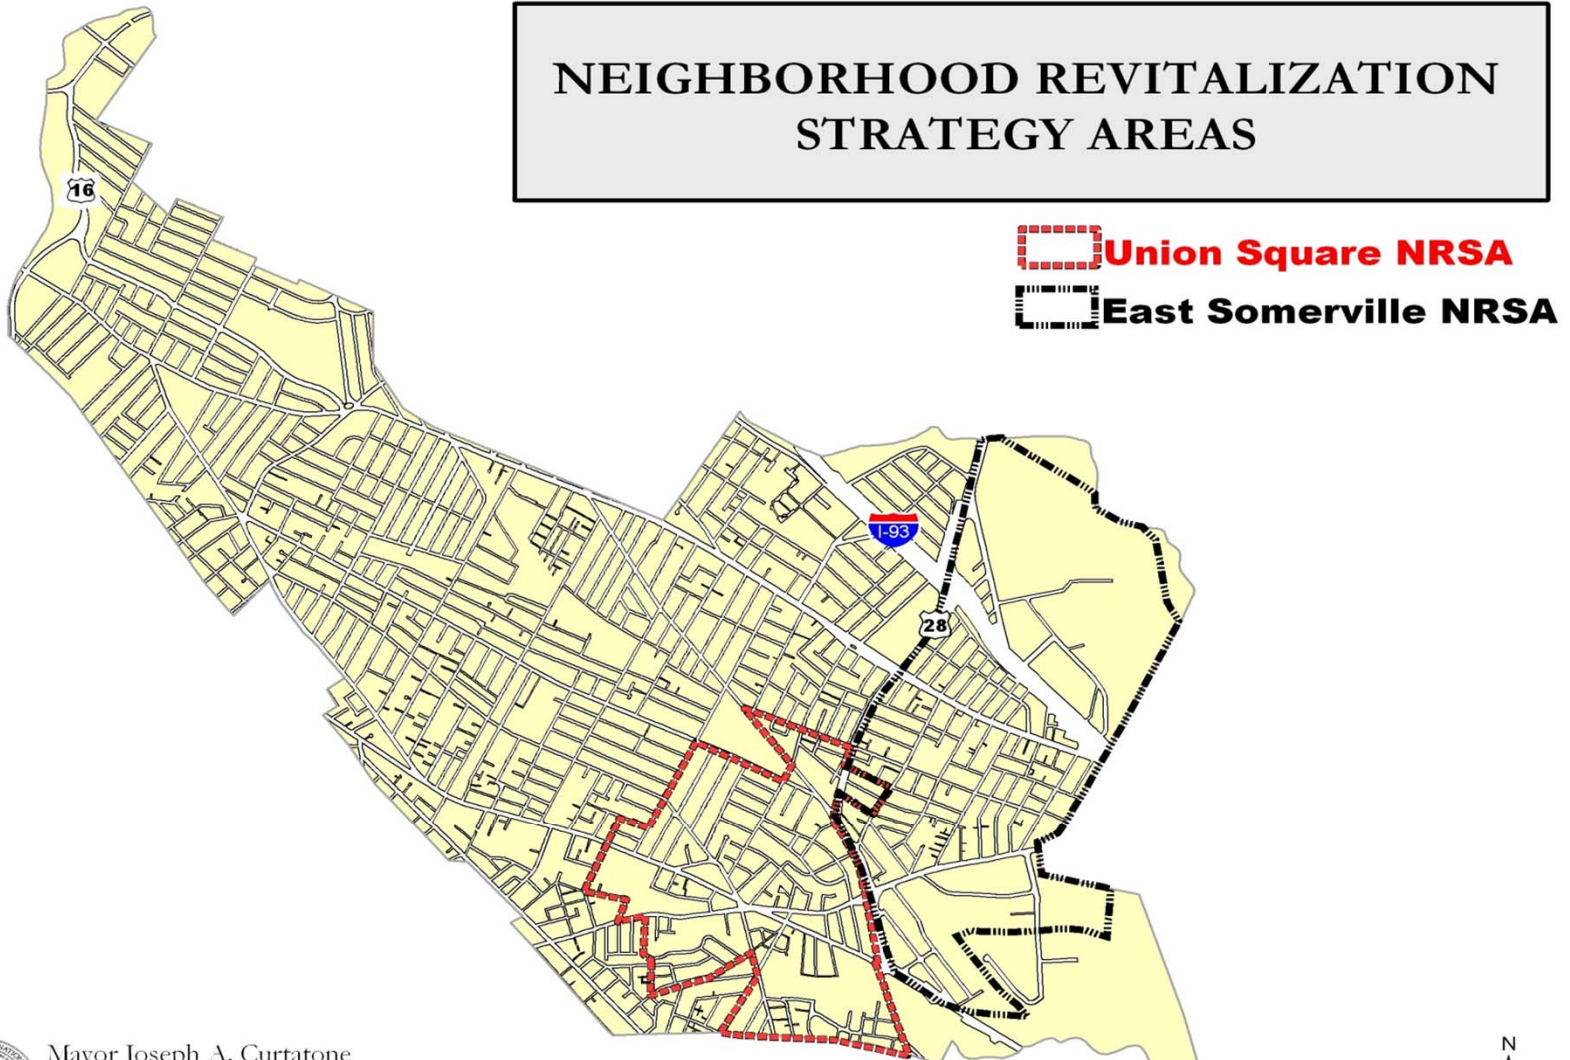 NEIGHBORHOOD REVITALIZATION
STRATEGY AREAS
Union Square NRSA
East Somerville NRSA
16
I-93
28
N
Mayor Joseph A. Curtatone